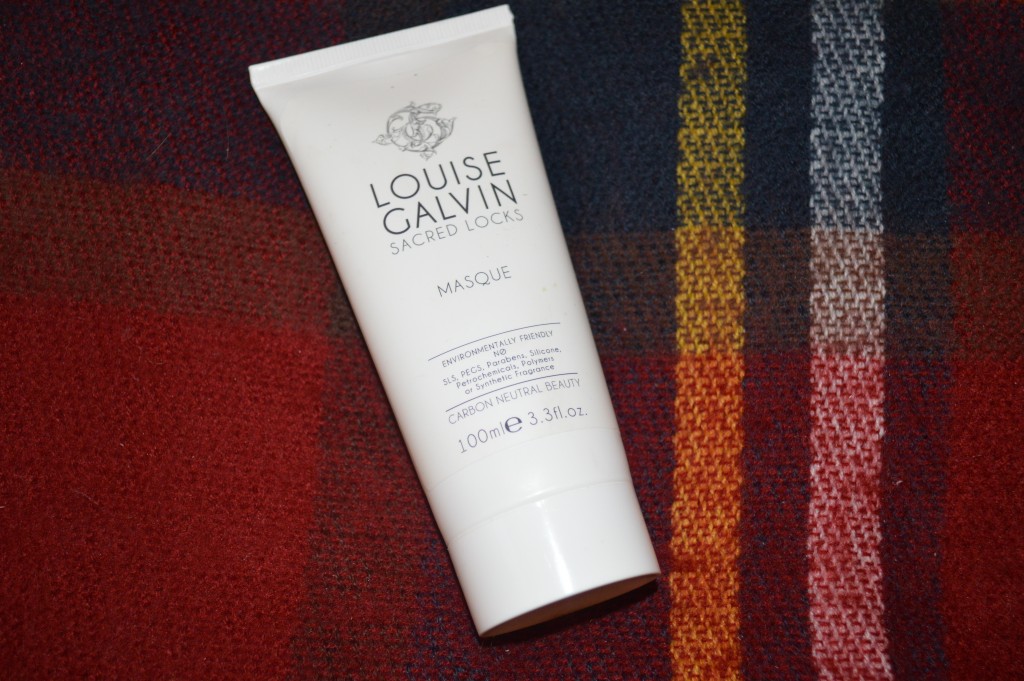 LOUISE
GALVIN
SACRED LOCKS
MASQUE
ENVIRONMENTALLY FRIENDLY
NØ
SLS, PEGS, Parabens, Silicone,
Petrochemicals, Polymers
or Synthetic Fragrance
CARBON NEUTRAL BEAUTY
100ml℮ 3.3fl.oz.